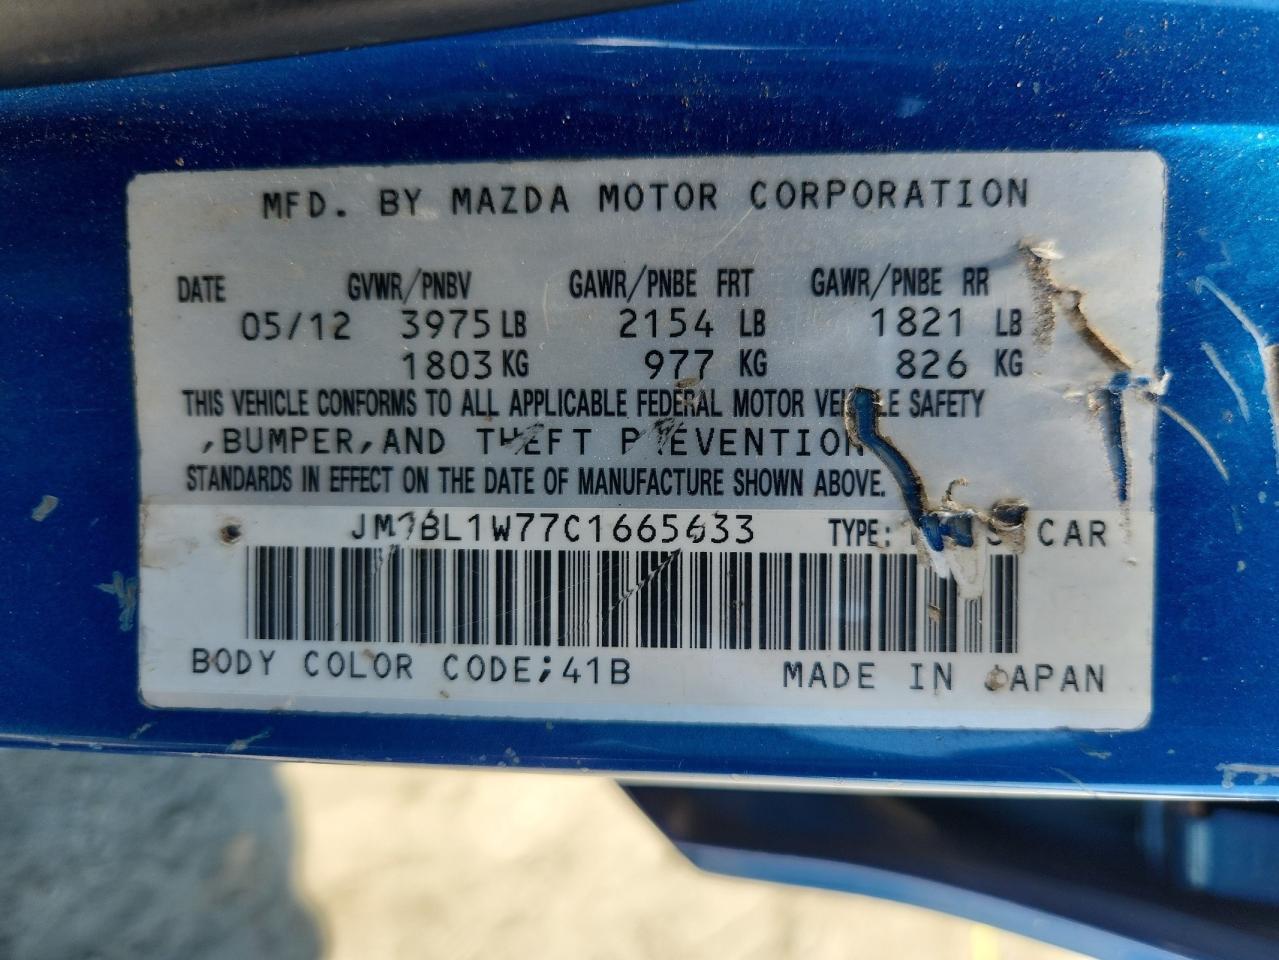 MFD. BY MAZDA MOTOR CORPORATION
DATE GVWR/PNBV GAWR/PNBE FRT GAWR/PNBE RR
05/12 3975 LB 2154 LB 1821 LB
1803 KG 977 KG 826 KG
THIS VEHICLE CONFORMS TO ALL APPLICABLE FEDERAL MOTOR VEHICLE SAFETY
,BUMPER,AND THEFT PREVENTION
STANDARDS IN EFFECT ON THE DATE OF MANUFACTURE SHOWN ABOVE.
JM1BL1W77C1665633 TYPE: CAR
BODY COLOR CODE;41B MADE IN JAPAN